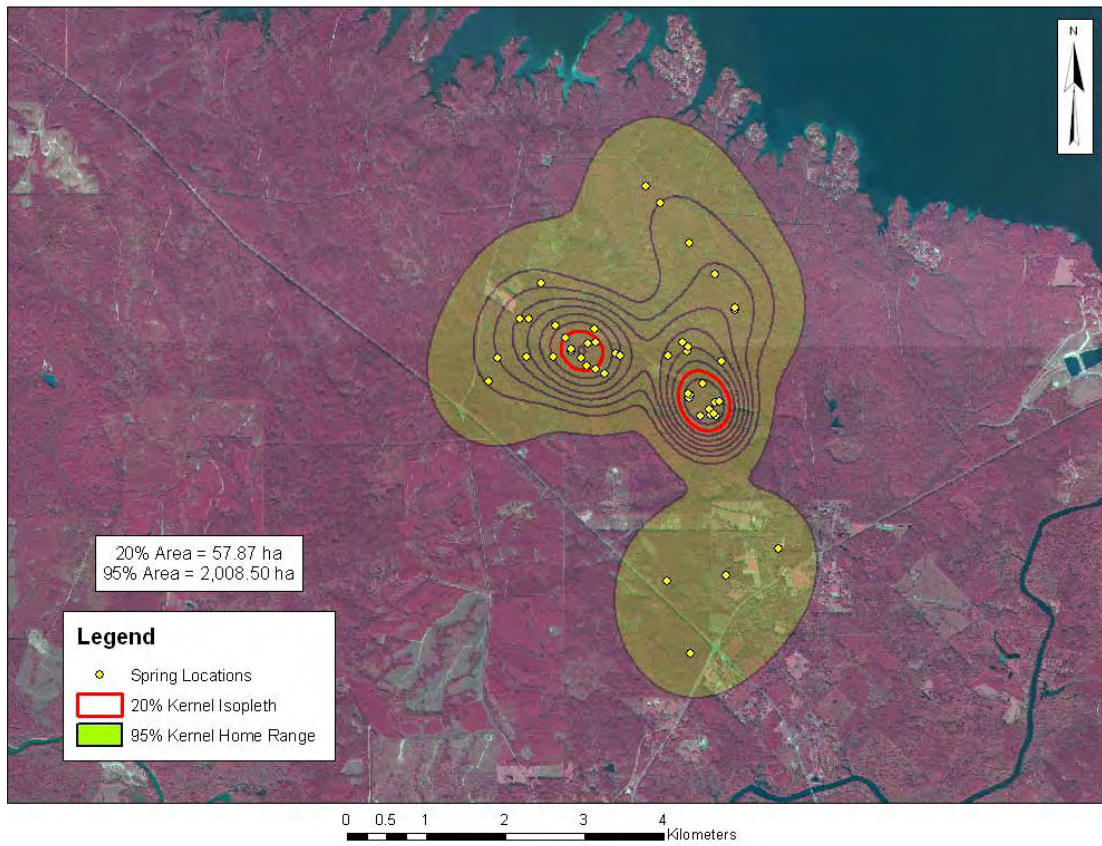 N
20% Area = 57.87 ha
95% Area = 2,008.50 ha
Legend
Spring Locations
20% Kernel Isopleth
95% Kernel Home Range
0 0.5 1 2 3 4
Kilometers